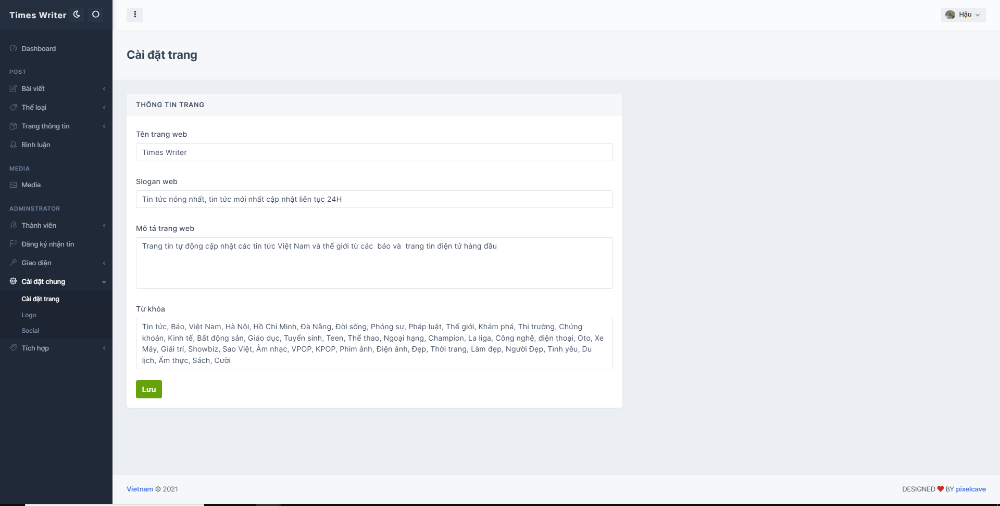 Times Writer
Hậu
Dashboard
POST
Bài viết
Thể loại
Trang thông tin
Bình luận
MEDIA
Media
ADMINSTRATOR
Thành viên
Đăng ký nhận tin
Giao diện
Cài đặt chung
Cài đặt trang
Logo
Social
Tích hợp
Cài đặt trang
THÔNG TIN TRANG
Tên trang web
Times Writer
Slogan web
Tin tức nóng nhất, tin tức mới nhất cập nhật liên tục 24H
Mô tả trang web
Trang tin tự động cập nhật các tin tức Việt Nam và thế giới từ các  báo và  trang tin điện tử hàng đầu
Từ khóa
Tin tức, Báo, Việt Nam, Hà Nội, Hồ Chí Minh, Đà Nẵng, Đời sống, Phóng sự, Pháp luật, Thế giới, Khám phá, Thị trường, Chứng
khoán, Kinh tế, Bất động sản, Giáo dục, Tuyển sinh, Teen, Thể thao, Ngoại hạng, Champion, La liga, Công nghệ, điện thoại, Oto, Xe
Máy, Giải trí, Showbiz, Sao Việt, Âm nhạc, VPOP, KPOP, Phim ảnh, Điện ảnh, Đẹp, Thời trang, Làm đẹp, Người Đẹp, Tình yêu, Du
lịch, Ẩm thực, Sách, Cười
Lưu
Vietnam © 2021
DESIGNED ❤ BY pixelcave